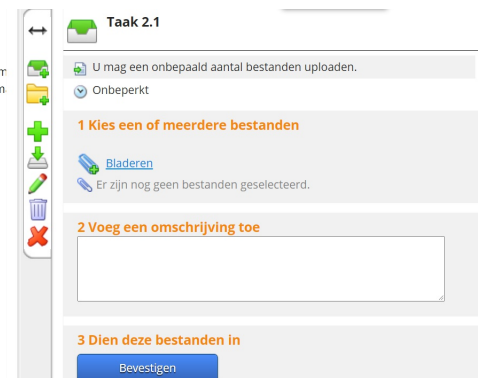 Taak 2.1
U mag een onbepaald aantal bestanden uploaden.
Onbeperkt
1 Kies een of meerdere bestanden
Bladeren
Er zijn nog geen bestanden geselecteerd.
2 Voeg een omschrijving toe
3 Dien deze bestanden in
Bevestigen